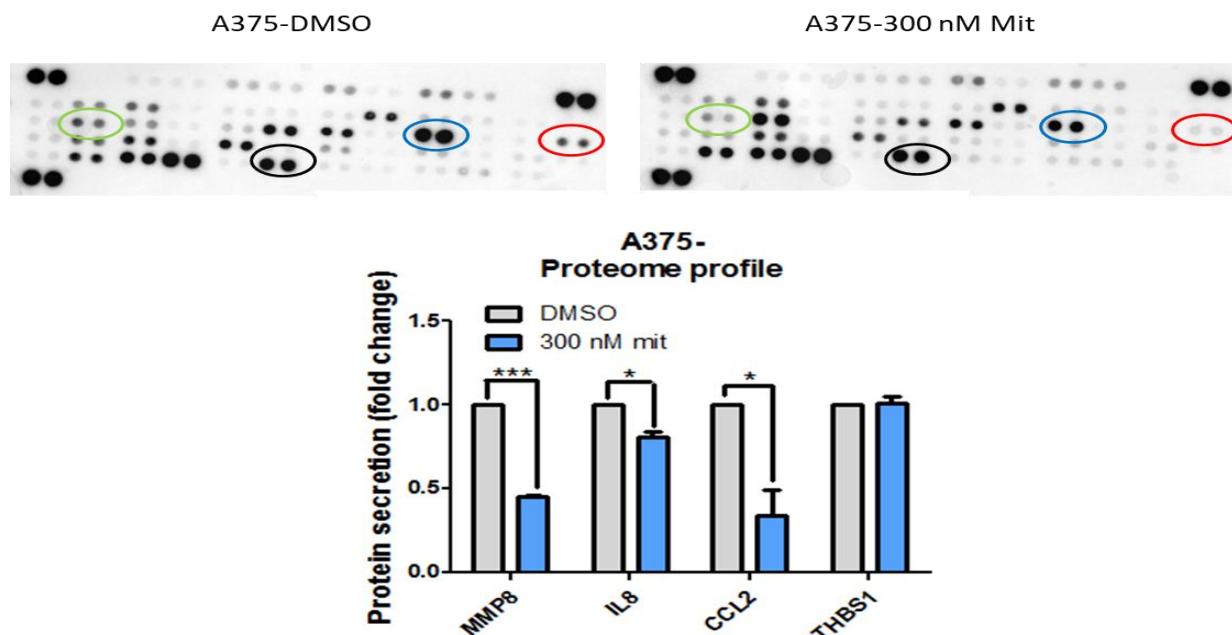 A375-DMSO
A375-300 nM Mit
A375-
Proteome profile
Protein secretion (fold change)
DMSO
300 nM mit
1.5
1.0
0.5
0.0
***
*
*
MMP8
IL8
CCL2
THBS1